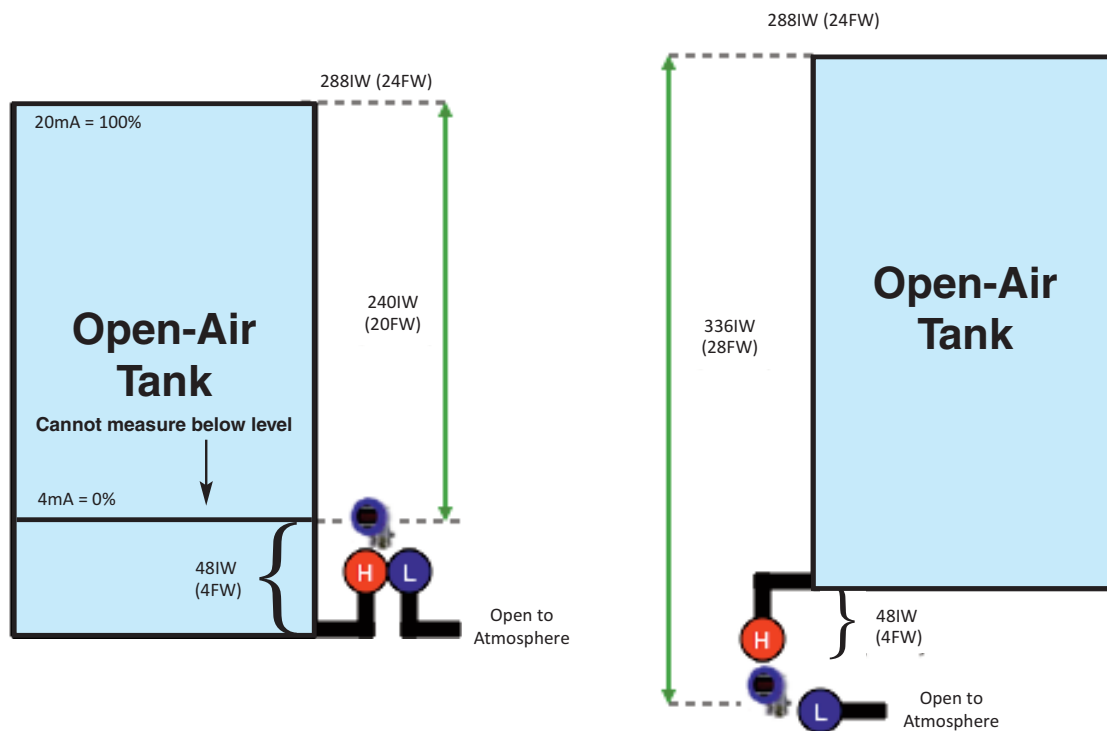 288IW (24FW)
20mA = 100%
240IW
(20FW)
Open-Air
Tank
Cannot measure below level
4mA = 0%
48IW
(4FW)
H
L
Open to
Atmosphere
288IW (24FW)
336IW
(28FW)
Open-Air
Tank
48IW
(4FW)
H
L
Open to
Atmosphere